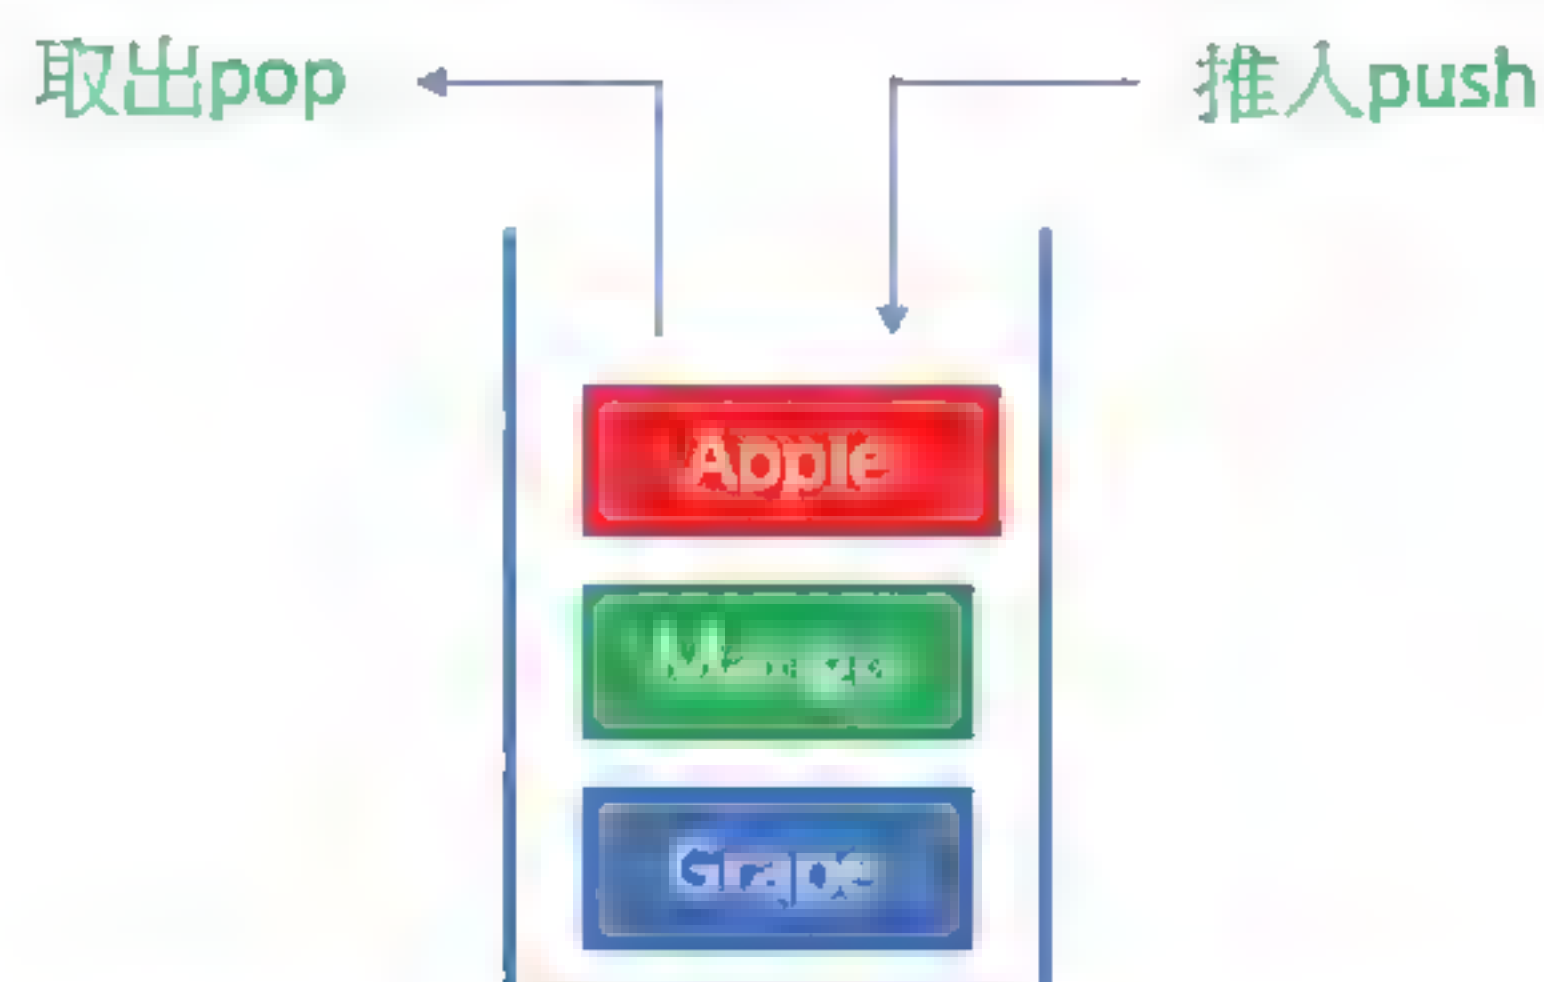 取出pop
推入push
Apple
Grape